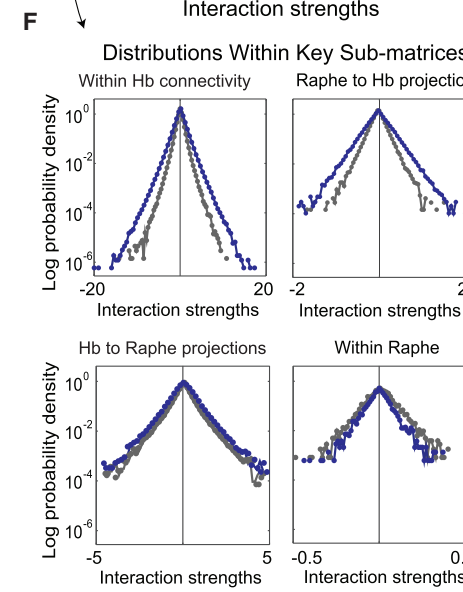 Interaction strengths
F
Distributions Within Key Sub-matrices
Within Hb connectivity
Raphe to Hb projectio
Log probability density
10^0
10^-2
10^-4
10^-6
-20
20
Interaction strengths
-2
2
Interaction strengths
Hb to Raphe projections
Within Raphe
Log probability density
10^0
10^-2
10^-4
10^-6
-5
5
Interaction strengths
-0.5
0.
Interaction strengths